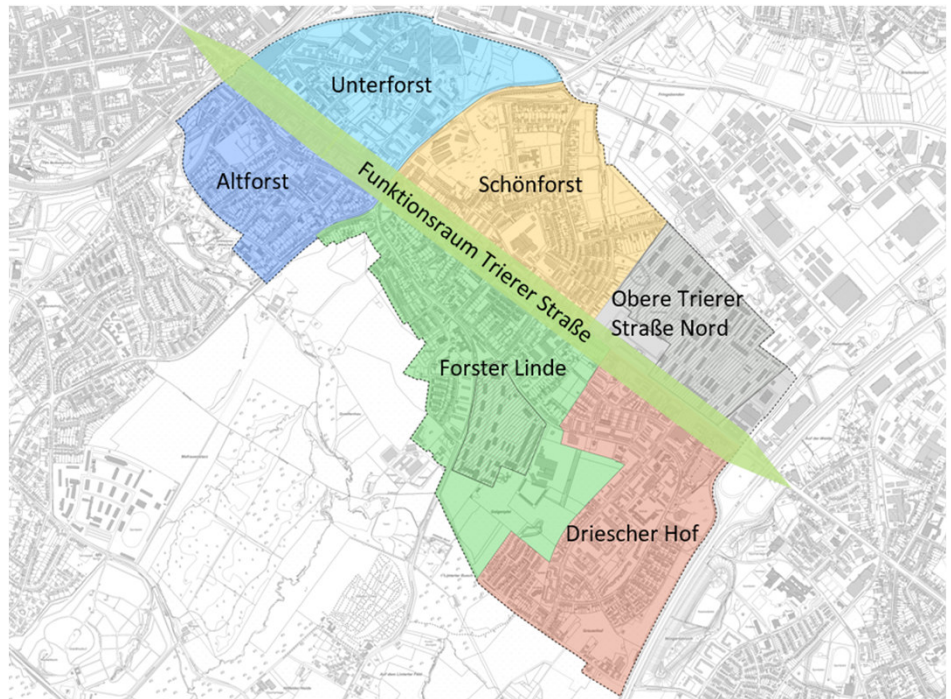 Unterforst
Altforst
Schönforst
Funktionsraum Trierer Straße
Obere Trierer
Straße Nord
Forster Linde
Driescher Hof